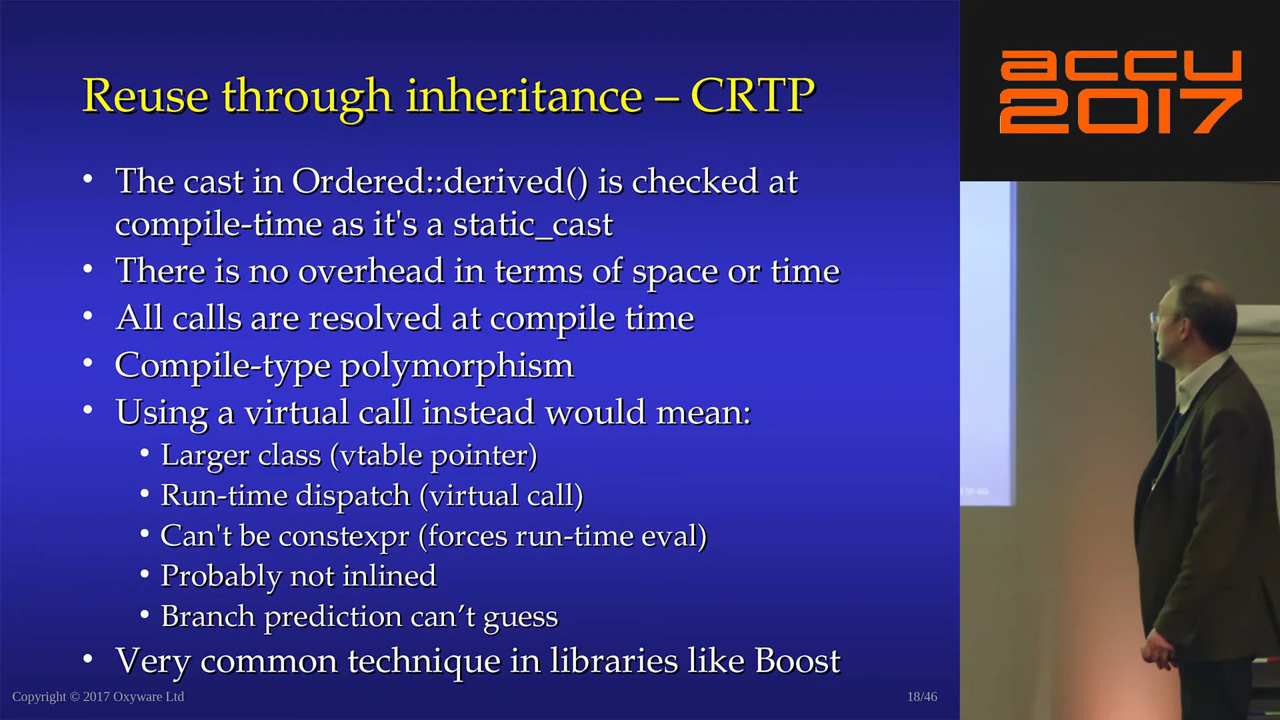 Reuse through inheritance – CRTP
• The cast in Ordered::derived() is checked at
compile-time as it's a static_cast
• There is no overhead in terms of space or time
• All calls are resolved at compile time
• Compile-type polymorphism
• Using a virtual call instead would mean:
• Larger class (vtable pointer)
• Run-time dispatch (virtual call)
• Can't be constexpr (forces run-time eval)
• Probably not inlined
• Branch prediction can’t guess
• Very common technique in libraries like Boost
Copyright © 2017 Oxyware Ltd
18/46
accu
2017